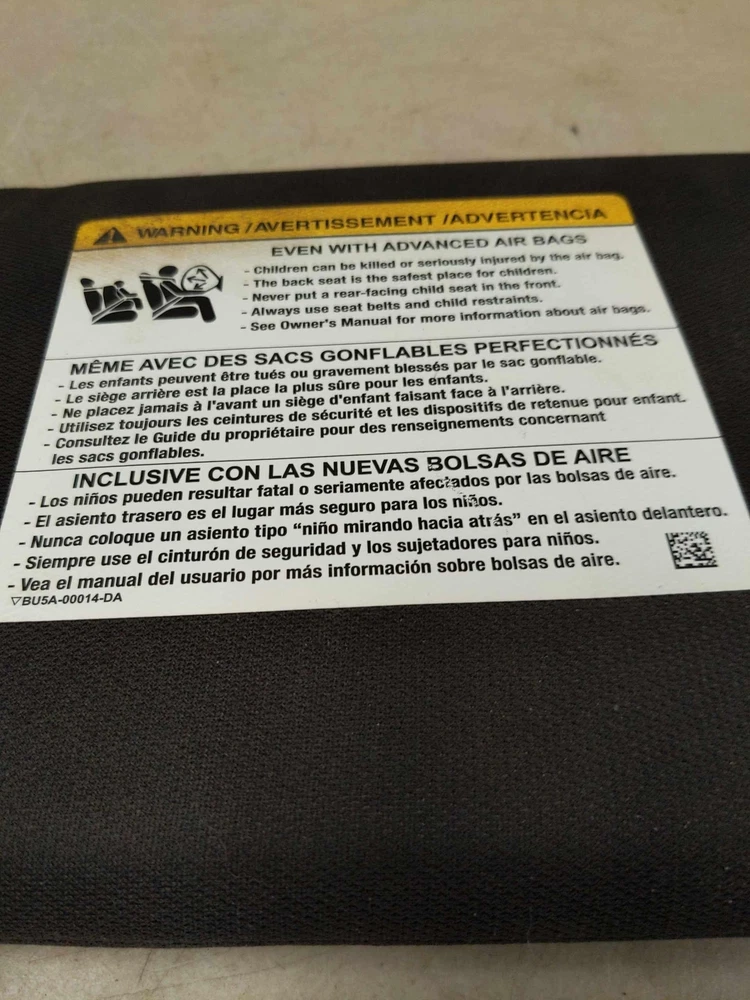 WARNING / AVERTISSEMENT / ADVERTENCIA
EVEN WITH ADVANCED AIR BAGS
- Children can be killed or seriously injured by the air bag.
- The back seat is the safest place for children.
- Never put a rear-facing child seat in the front.
- Always use seat belts and child restraints.
- See Owner's Manual for more information about air bags.
MÊME AVEC DES SACS GONFLABLES PERFECTIONNÉS
- Les enfants peuvent être tués ou gravement blessés par le sac gonflable.
- Le siège arrière est la place la plus sûre pour les enfants.
- Ne placez jamais à l'avant un siège d'enfant faisant face à l'arrière.
- Utilisez toujours les ceintures de sécurité et les dispositifs de retenue pour enfant.
- Consultez le Guide du propriétaire pour des renseignements concernant
les sacs gonflables.
INCLUSIVE CON LAS NUEVAS BOLSAS DE AIRE
- Los niños pueden resultar fatal o seriamente afectados por las bolsas de aire.
- El asiento trasero es el lugar más seguro para los niños.
- Nunca coloque un asiento tipo “niño mirando hacia atrás” en el asiento delantero.
- Siempre use el cinturón de seguridad y los sujetadores para niños.
- Vea el manual del usuario por más información sobre bolsas de aire.
▽BU5A-00014-DA